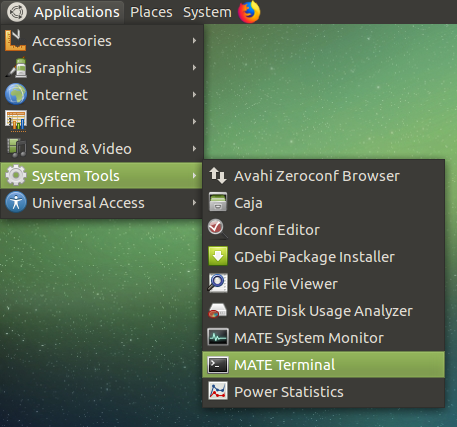 Applications Places System
Accessories
Graphics
Internet
Office
Sound & Video
System Tools
Universal Access
Avahi Zeroconf Browser
Caja
dconf Editor
GDebi Package Installer
Log File Viewer
MATE Disk Usage Analyzer
MATE System Monitor
MATE Terminal
Power Statistics